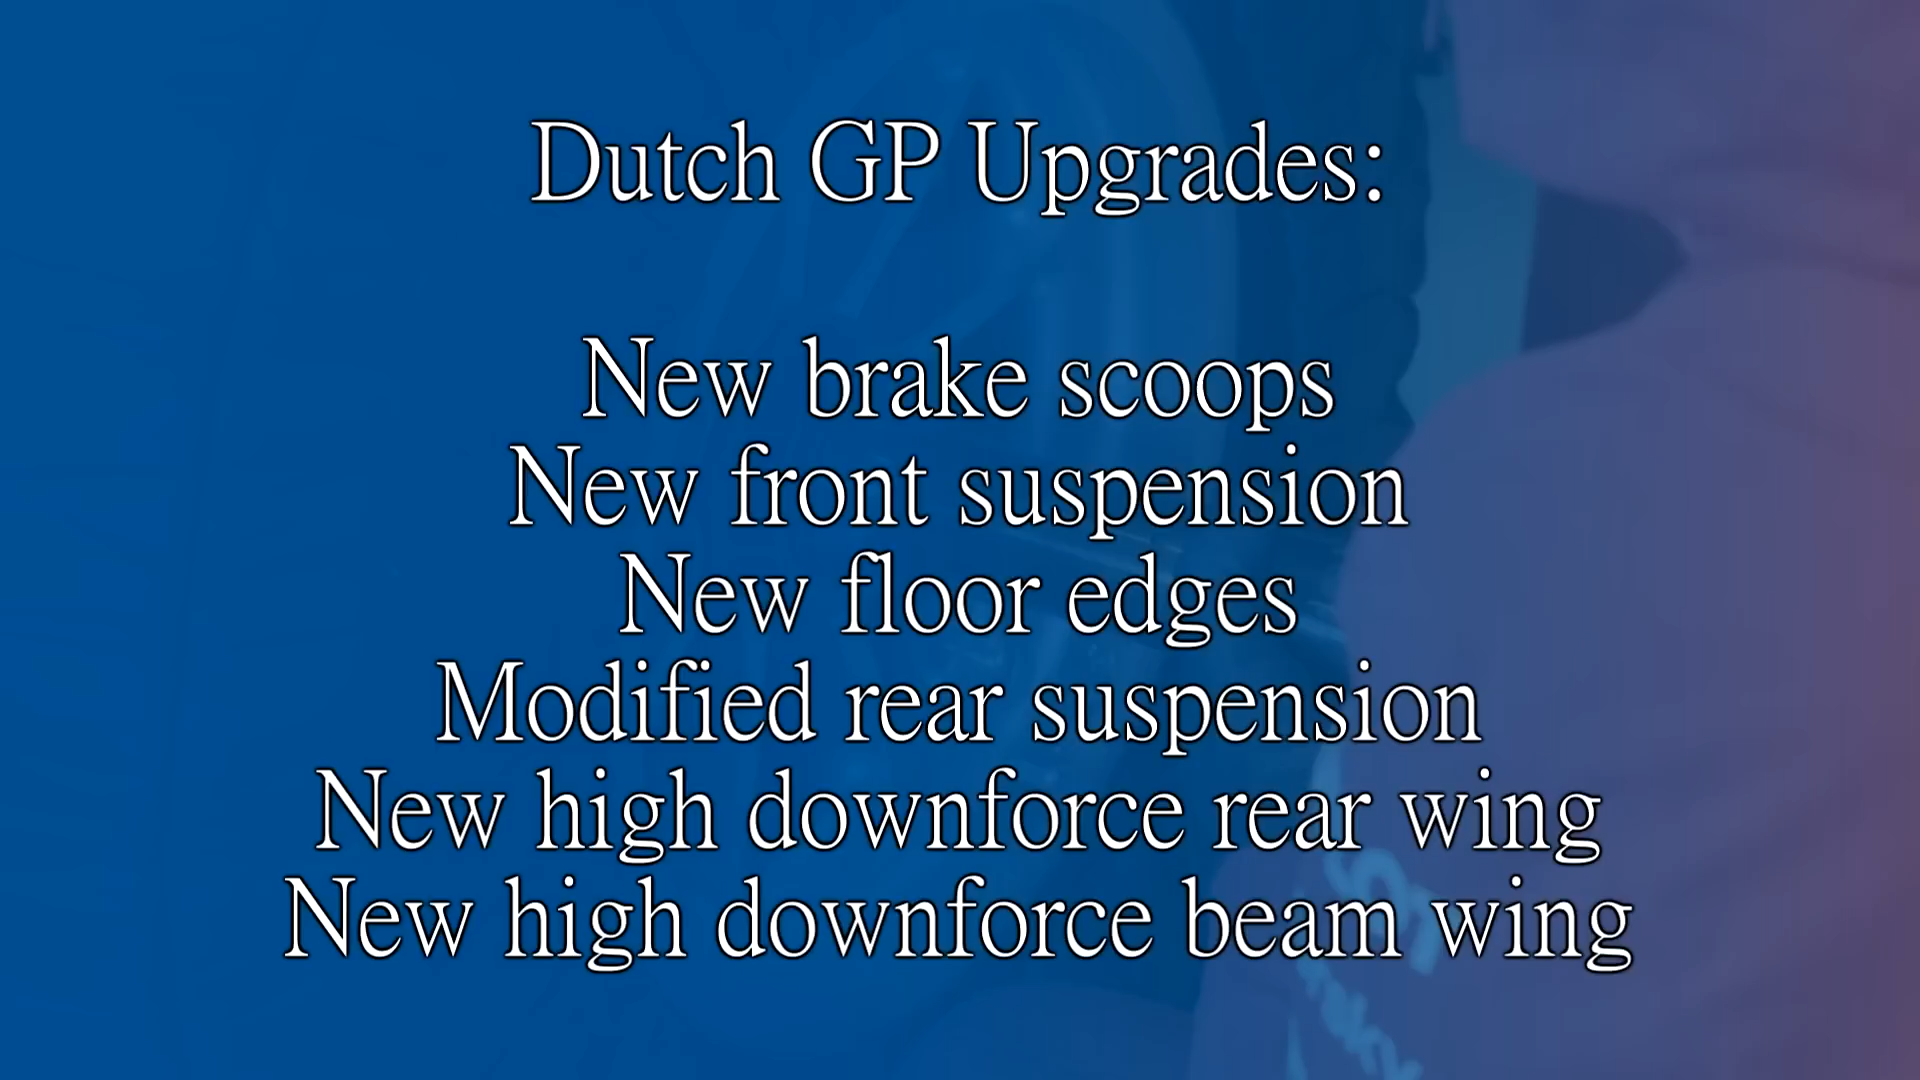 Dutch GP Upgrades:
New brake scoops
New front suspension
New floor edges
Modified rear suspension
New high downforce rear wing
New high downforce beam wing